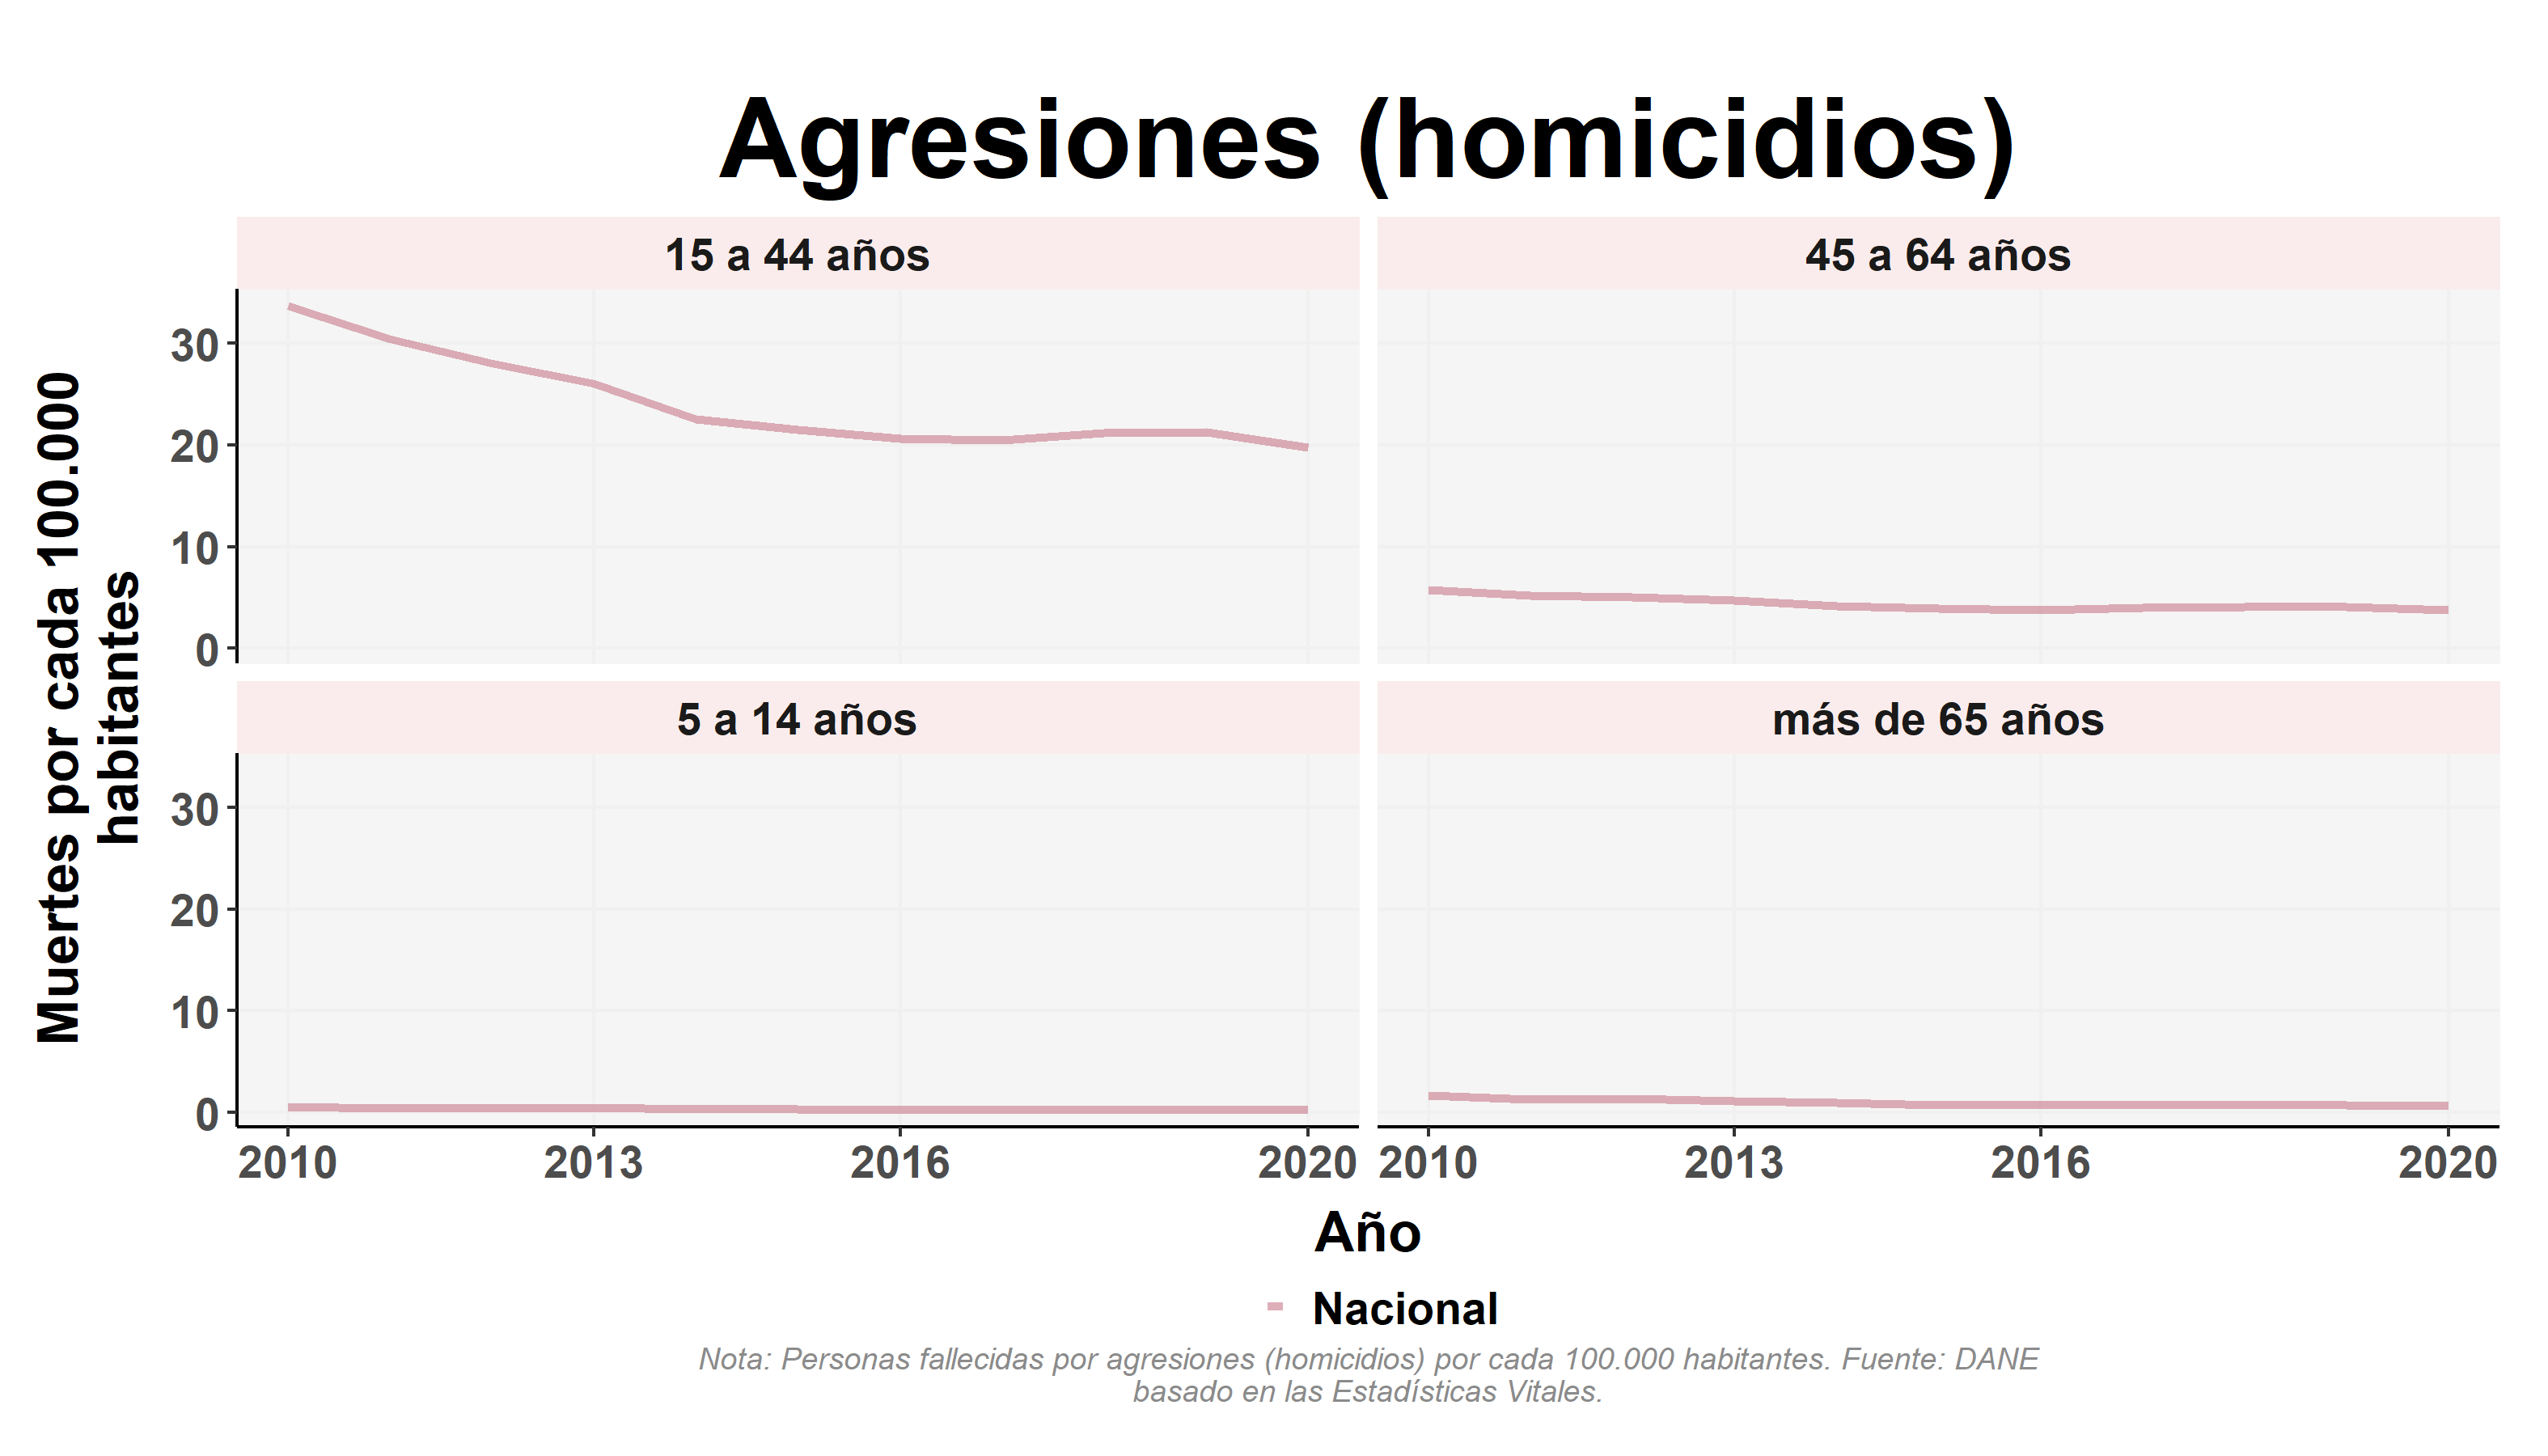 Agresiones (homicidios)
15 a 44 años
45 a 64 años
30
20
10
0
5 a 14 años
más de 65 años
30
20
10
0
2010
2013
2016
2020
2010
2013
2016
2020
Muertes por cada 100.000
habitantes
Año
Nacional
Nota: Personas fallecidas por agresiones (homicidios) por cada 100.000 habitantes. Fuente: DANE
basado en las Estadísticas Vitales.